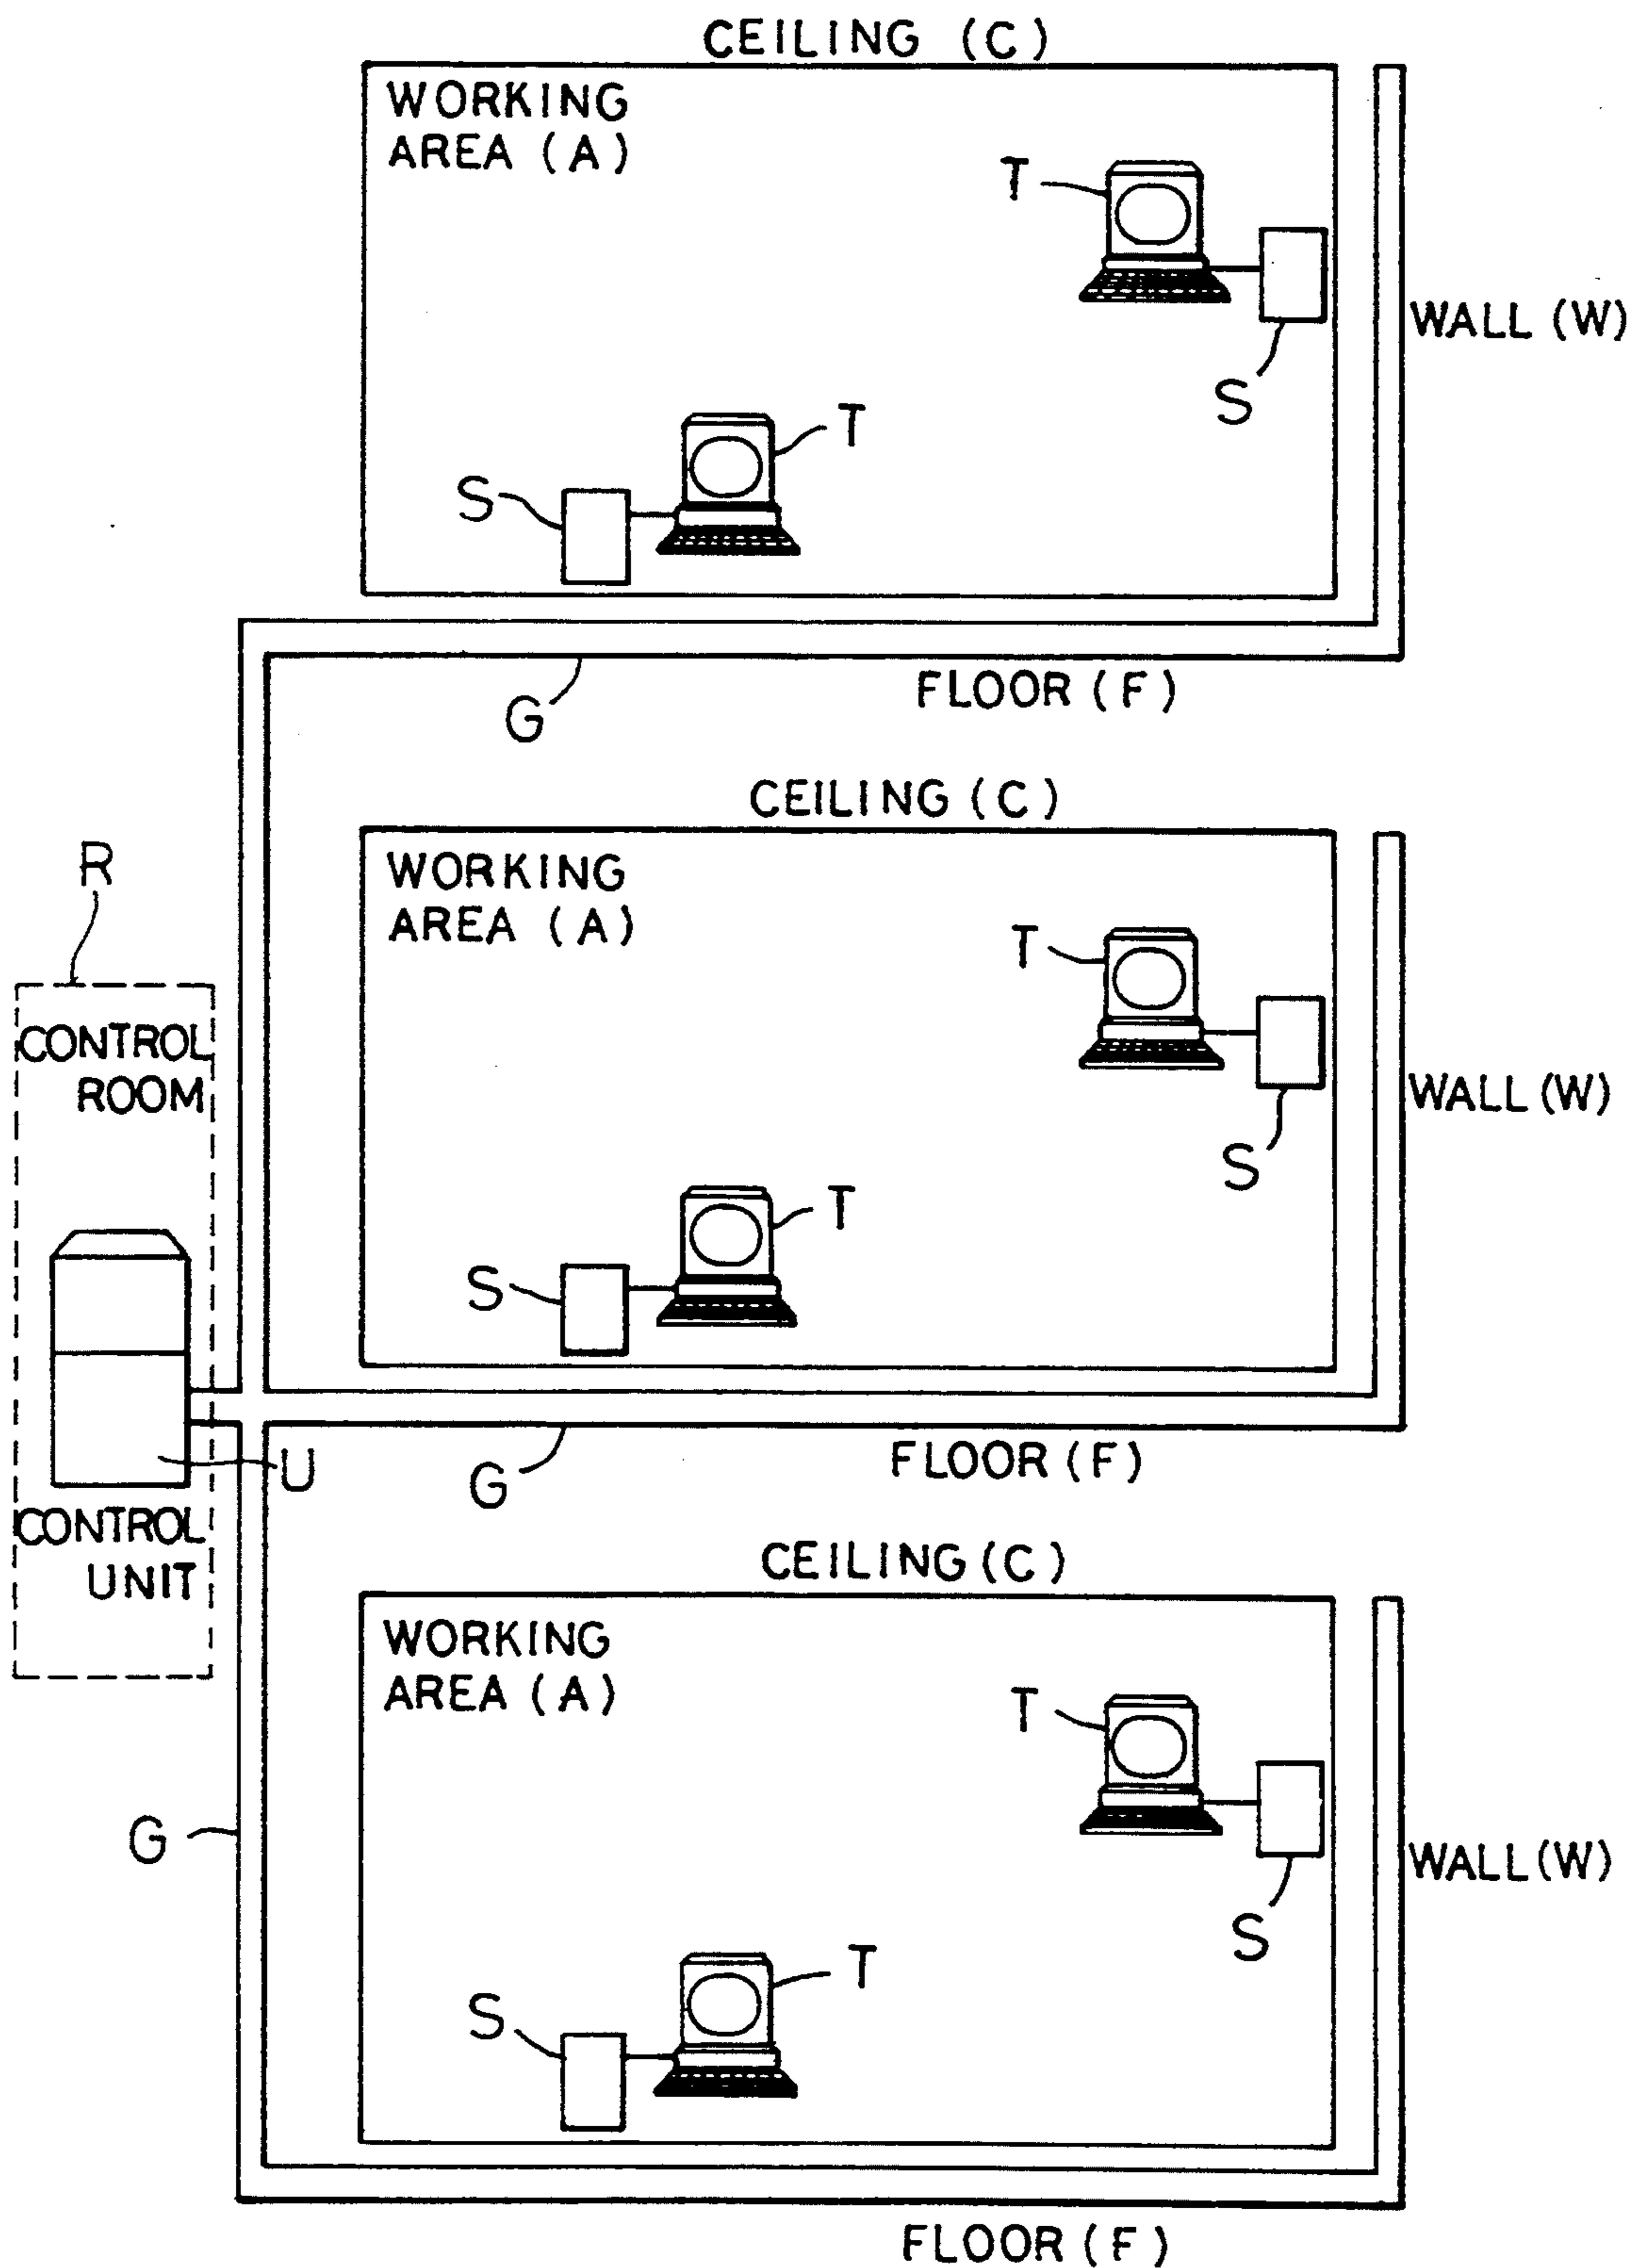 CEILING (C)
WORKING
AREA (A)
T
WALL (W)
S
T
S
FLOOR (F)
G
CEILING (C)
R
WORKING
AREA (A)
T
CONTROL
ROOM
WALL (W)
S
T
S
FLOOR (F)
U
G
CONTROL
UNIT
CEILING (C)
WORKING
AREA (A)
T
G
WALL (W)
S
T
S
FLOOR (F)